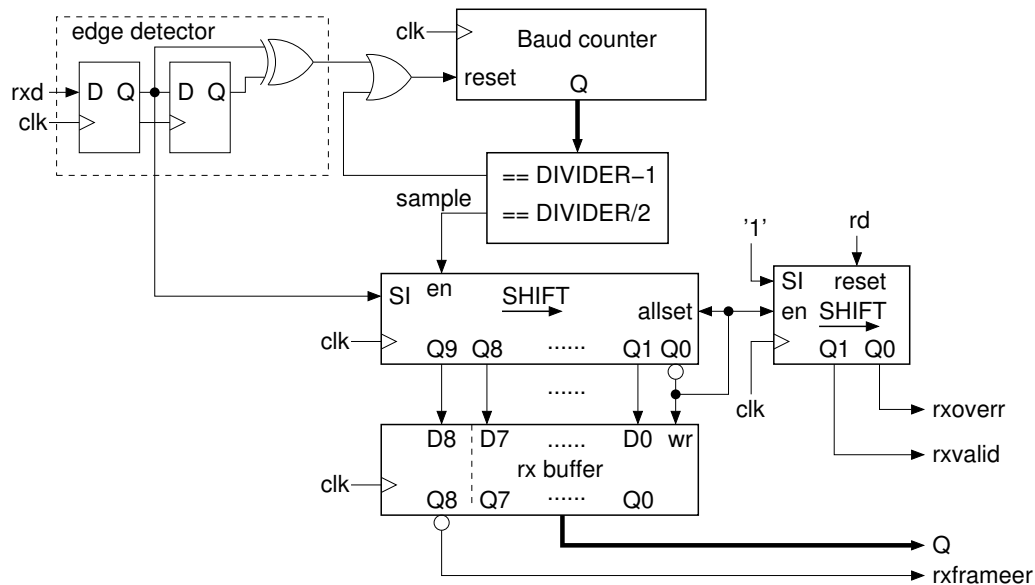 edge detector
clk
Baud counter
rxd
D Q
D Q
reset
clk
Q
== DIVIDER−1
sample
== DIVIDER/2
'1'
rd
SI
en
SHIFT
allset
SI
reset
en
SHIFT
clk
Q9 Q8 ...... Q1 Q0
Q1 Q0
......
clk
rxoverr
D8 D7 ...... D0 wr
rxvalid
rx buffer
clk
Q8 Q7 ...... Q0
Q
rxframeer